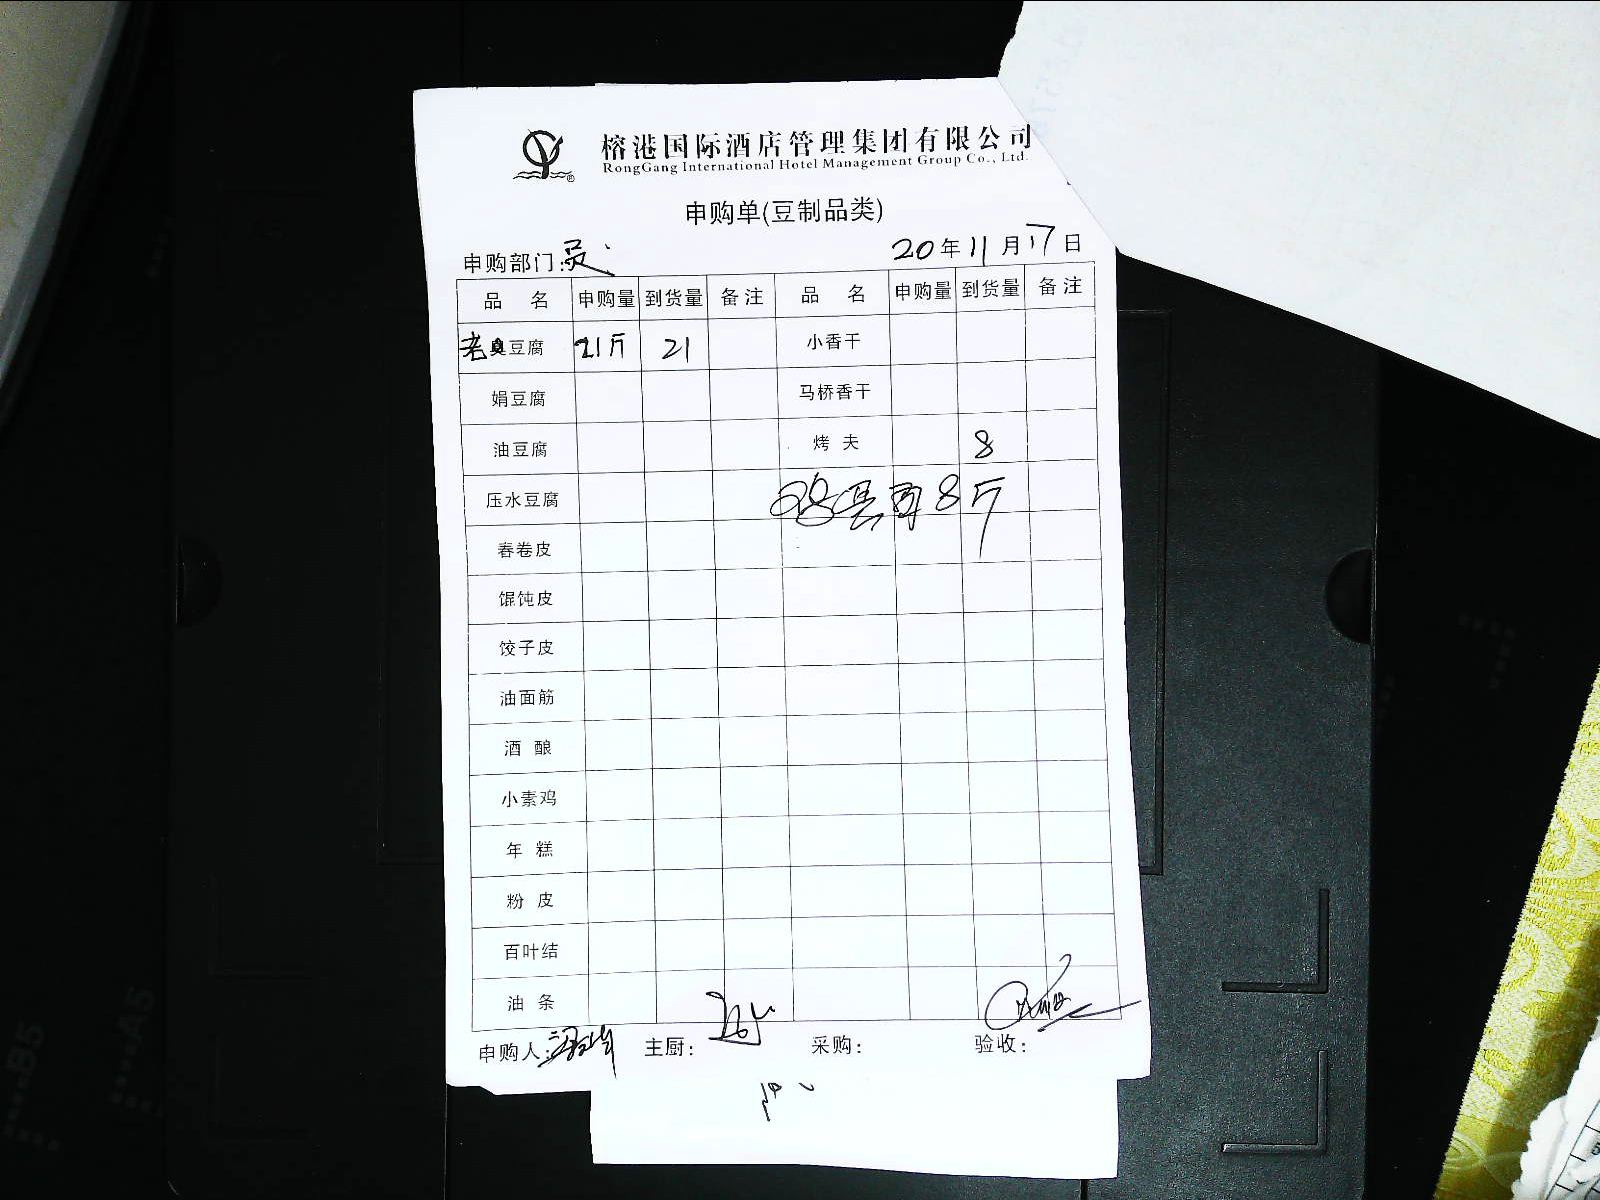 榕港国际酒店管理集团有限公司
RongGang International Hotel Management Group Co., Ltd.
申购单(豆制品类)
申购部门: 20年11月17日
品 名 申购量 到货量 备注 品 名 申购量 到货量 备注
老臭豆腐 21斤 21 小香干
娟豆腐 马桥香干
油豆腐 烤 夫 8
压水豆腐 8斤
春卷皮
馄饨皮
饺子皮
油面筋
酒 酿
小素鸡
年 糕
粉 皮
百叶结
油 条
申购人: 主厨: 采购: 验收:
B5
A5